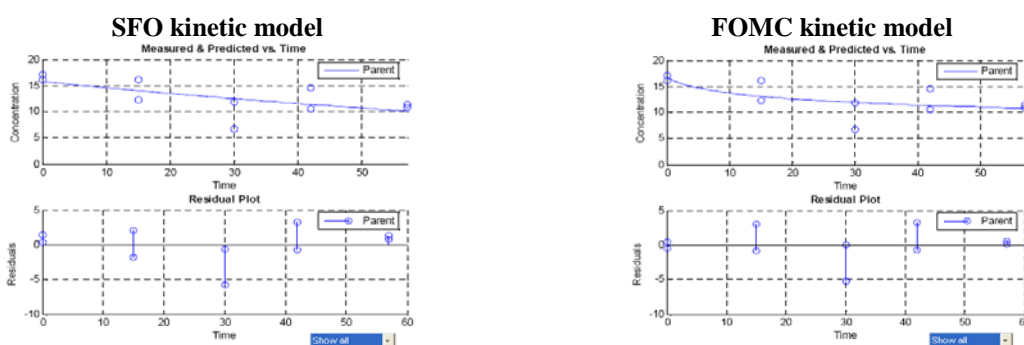 SFO kinetic model
Measured & Predicted vs. Time
20
15
10
5
0
Concentration
Parent
0 10 20 30 40 50
Time
Residual Plot
5
0
-5
-10
Residuals
Parent
0 10 20 30 40 50 60
Time
Show all
FOMC kinetic model
Measured & Predicted vs. Time
20
15
10
5
0
Concentration
Parent
0 10 20 30 40 50
Time
Residual Plot
5
0
-5
-10
Residuals
Parent
0 10 20 30 40 50
Time
Show all